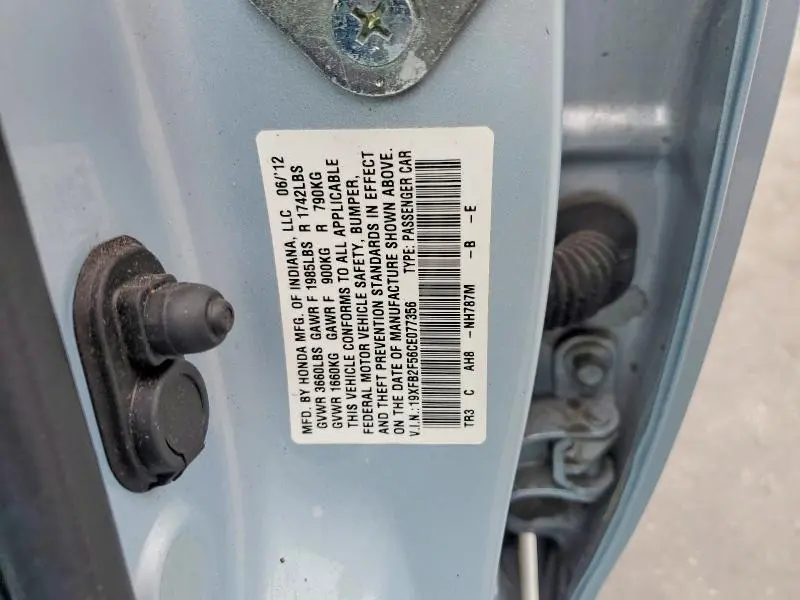 MFD. BY HONDA MFG. OF INDIANA, LLC 06/'12
GVWR 3660LBS GAWR F 1985LBS R 1742LBS
GVWR 1660KG GAWR F 900KG R 790KG
THIS VEHICLE CONFORMS TO ALL APPLICABLE
FEDERAL MOTOR VEHICLE SAFETY, BUMPER,
AND THEFT PREVENTION STANDARDS IN EFFECT
ON THE DATE OF MANUFACTURE SHOWN ABOVE.
V.I.N.:19XFB2F56CE077356 TYPE: PASSENGER CAR
TR3 C AH8 -NH787M -B -E